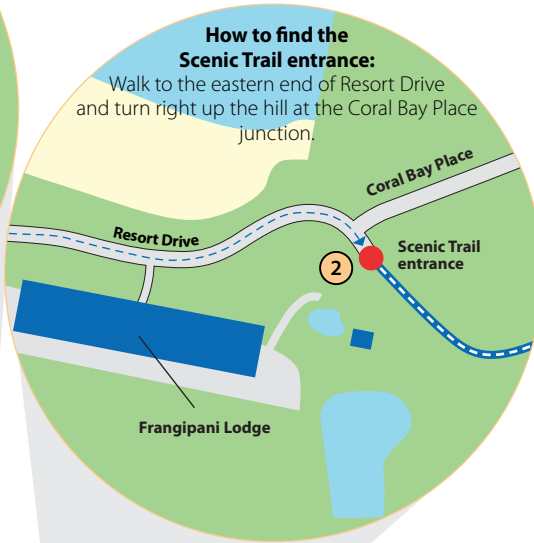 How to find the
Scenic Trail entrance:
Walk to the eastern end of Resort Drive
and turn right up the hill at the Coral Bay Place
junction.
Coral Bay Place
Resort Drive
Scenic Trail
entrance
2
Frangipani Lodge